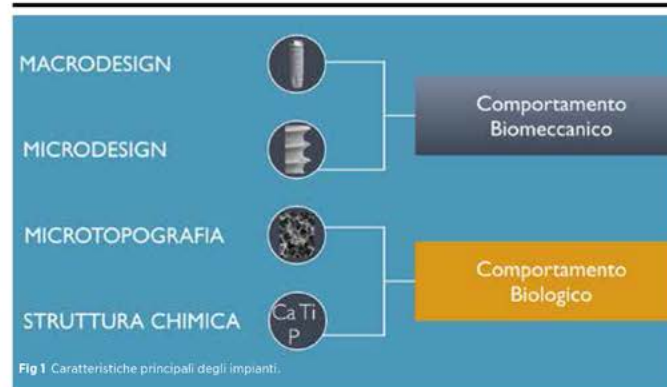 MACRODESIGN
MICRODESIGN
Comportamento
Biomeccanico
MICROTOPOGRAFIA
STRUTTURA CHIMICA
Ca Ti
P
Comportamento
Biologico
Fig 1 Caratteristiche principali degli impianti.